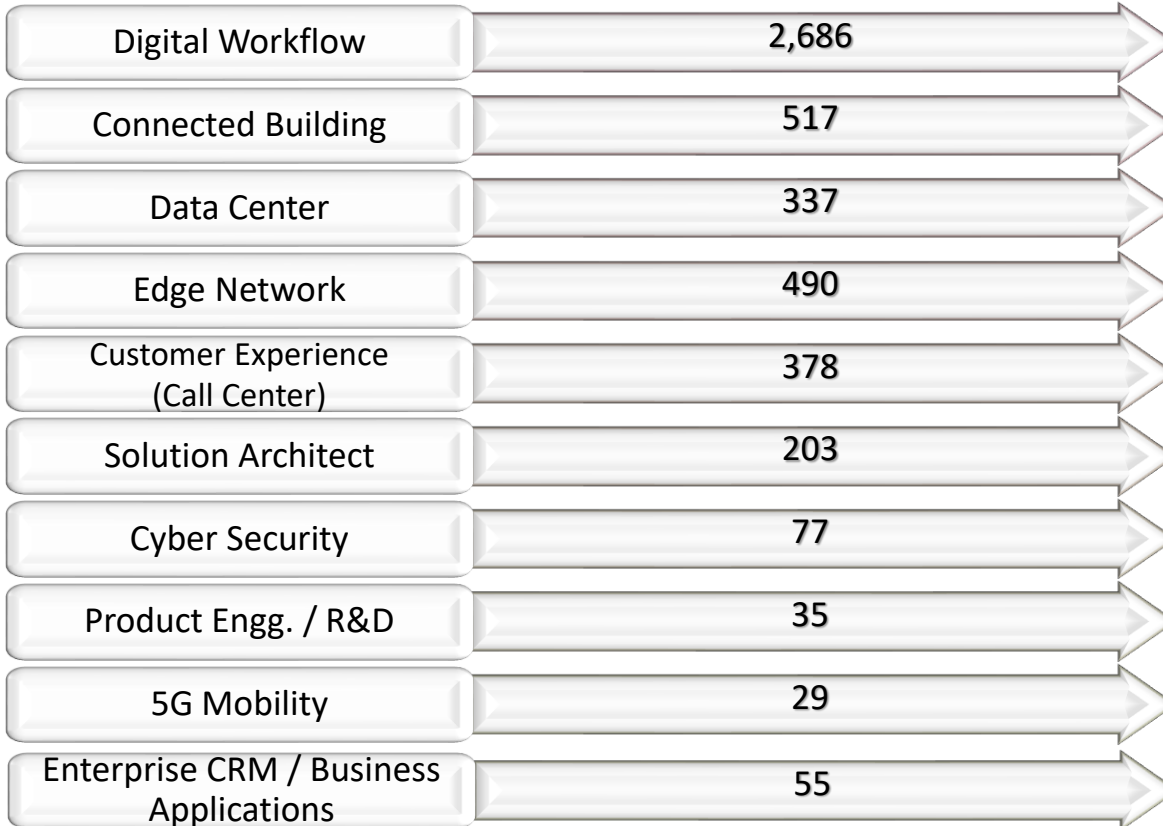 Digital Workflow 2,686
Connected Building 517
Data Center 337
Edge Network 490
Customer Experience
(Call Center) 378
Solution Architect 203
Cyber Security 77
Product Engg. / R&D 35
5G Mobility 29
Enterprise CRM / Business
Applications 55